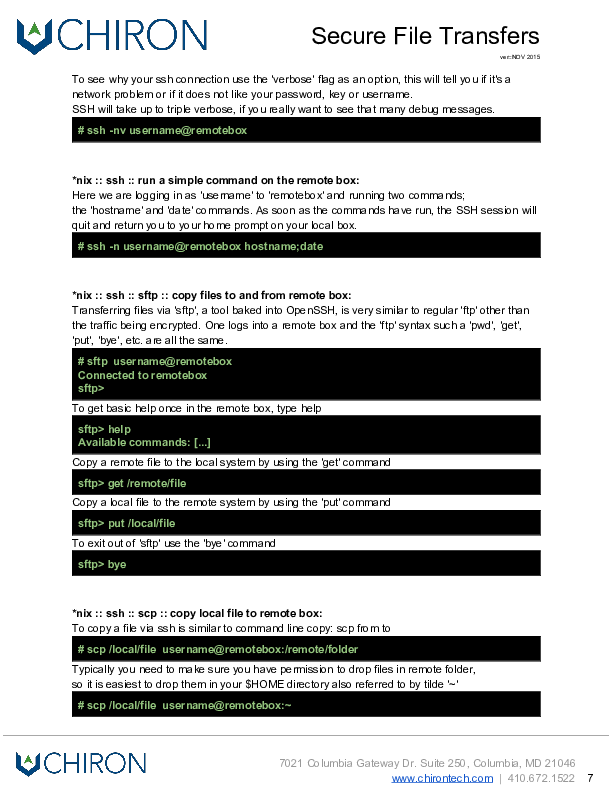 CHIRON
Secure File Transfers
ver::NOV 2015
To see why your ssh connection use the 'verbose' flag as an option, this will tell you if it's a
network problem or if it does not like your password, key or username.
SSH will take up to triple verbose, if you really want to see that many debug messages.
# ssh -nv username@remotebox
*nix :: ssh :: run a simple command on the remote box:
Here we are logging in as 'username' to 'remotebox' and running two commands;
the 'hostname' and 'date' commands. As soon as the commands have run, the SSH session will
quit and return you to your home prompt on your local box.
# ssh -n username@remotebox hostname;date
*nix :: ssh :: sftp :: copy files to and from remote box:
Transferring files via 'sftp', a tool baked into OpenSSH, is very similar to regular 'ftp' other than
the traffic being encrypted. One logs into a remote box and the 'ftp' syntax such a 'pwd', 'get',
'put', 'bye', etc. are all the same.
# sftp username@remotebox
Connected to remotebox
sftp>
To get basic help once in the remote box, type help
sftp> help
Available commands: [...]
Copy a remote file to the local system by using the 'get' command
sftp> get /remote/file
Copy a local file to the remote system by using the 'put' command
sftp> put /local/file
To exit out of 'sftp' use the 'bye' command
sftp> bye
*nix :: ssh :: scp :: copy local file to remote box:
To copy a file via ssh is similar to command line copy: scp from to
# scp /local/file username@remotebox:/remote/folder
Typically you need to make sure you have permission to drop files in remote folder,
so it is easiest to drop them in your $HOME directory also referred to by tilde '~'
# scp /local/file username@remotebox:~
CHIRON
7021 Columbia Gateway Dr. Suite 250, Columbia, MD 21046
www.chirontech.com | 410.672.1522 7